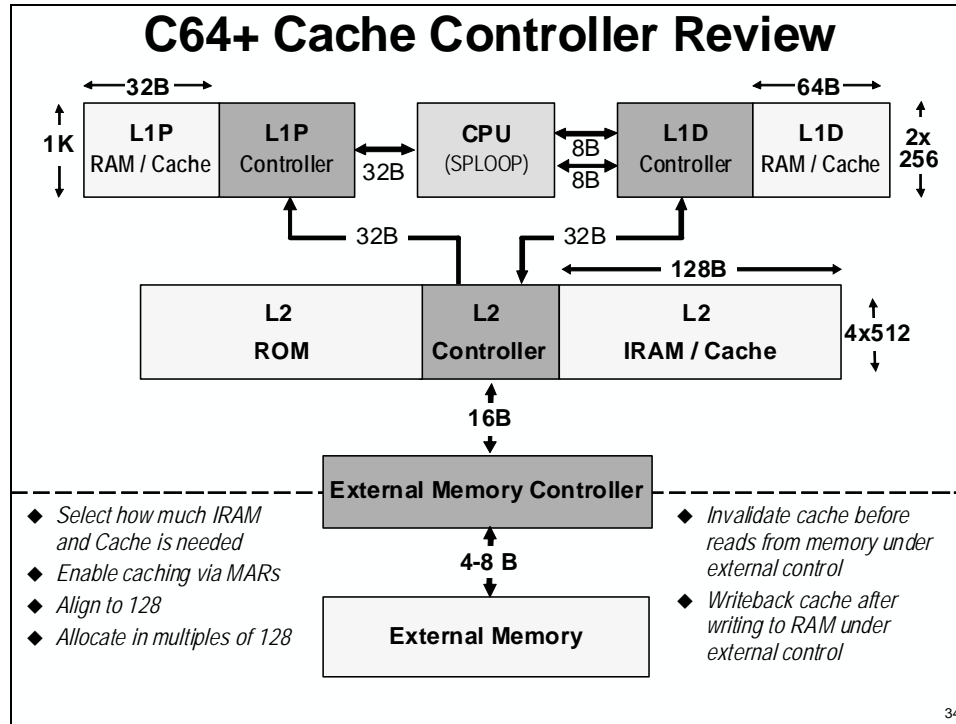 C64+ Cache Controller Review
32B
64B
1K
L1P
RAM / Cache
L1P
Controller
32B
CPU
(SPLOOP)
8B
8B
L1D
Controller
L1D
RAM / Cache
2x
256
32B
32B
128B
L2
ROM
L2
Controller
L2
IRAM / Cache
4x512
16B
External Memory Controller
4-8 B
External Memory
◆ Select how much IRAM
and Cache is needed
◆ Enable caching via MARs
◆ Align to 128
◆ Allocate in multiples of 128
◆ Invalidate cache before
reads from memory under
external control
◆ Writeback cache after
writing to RAM under
external control